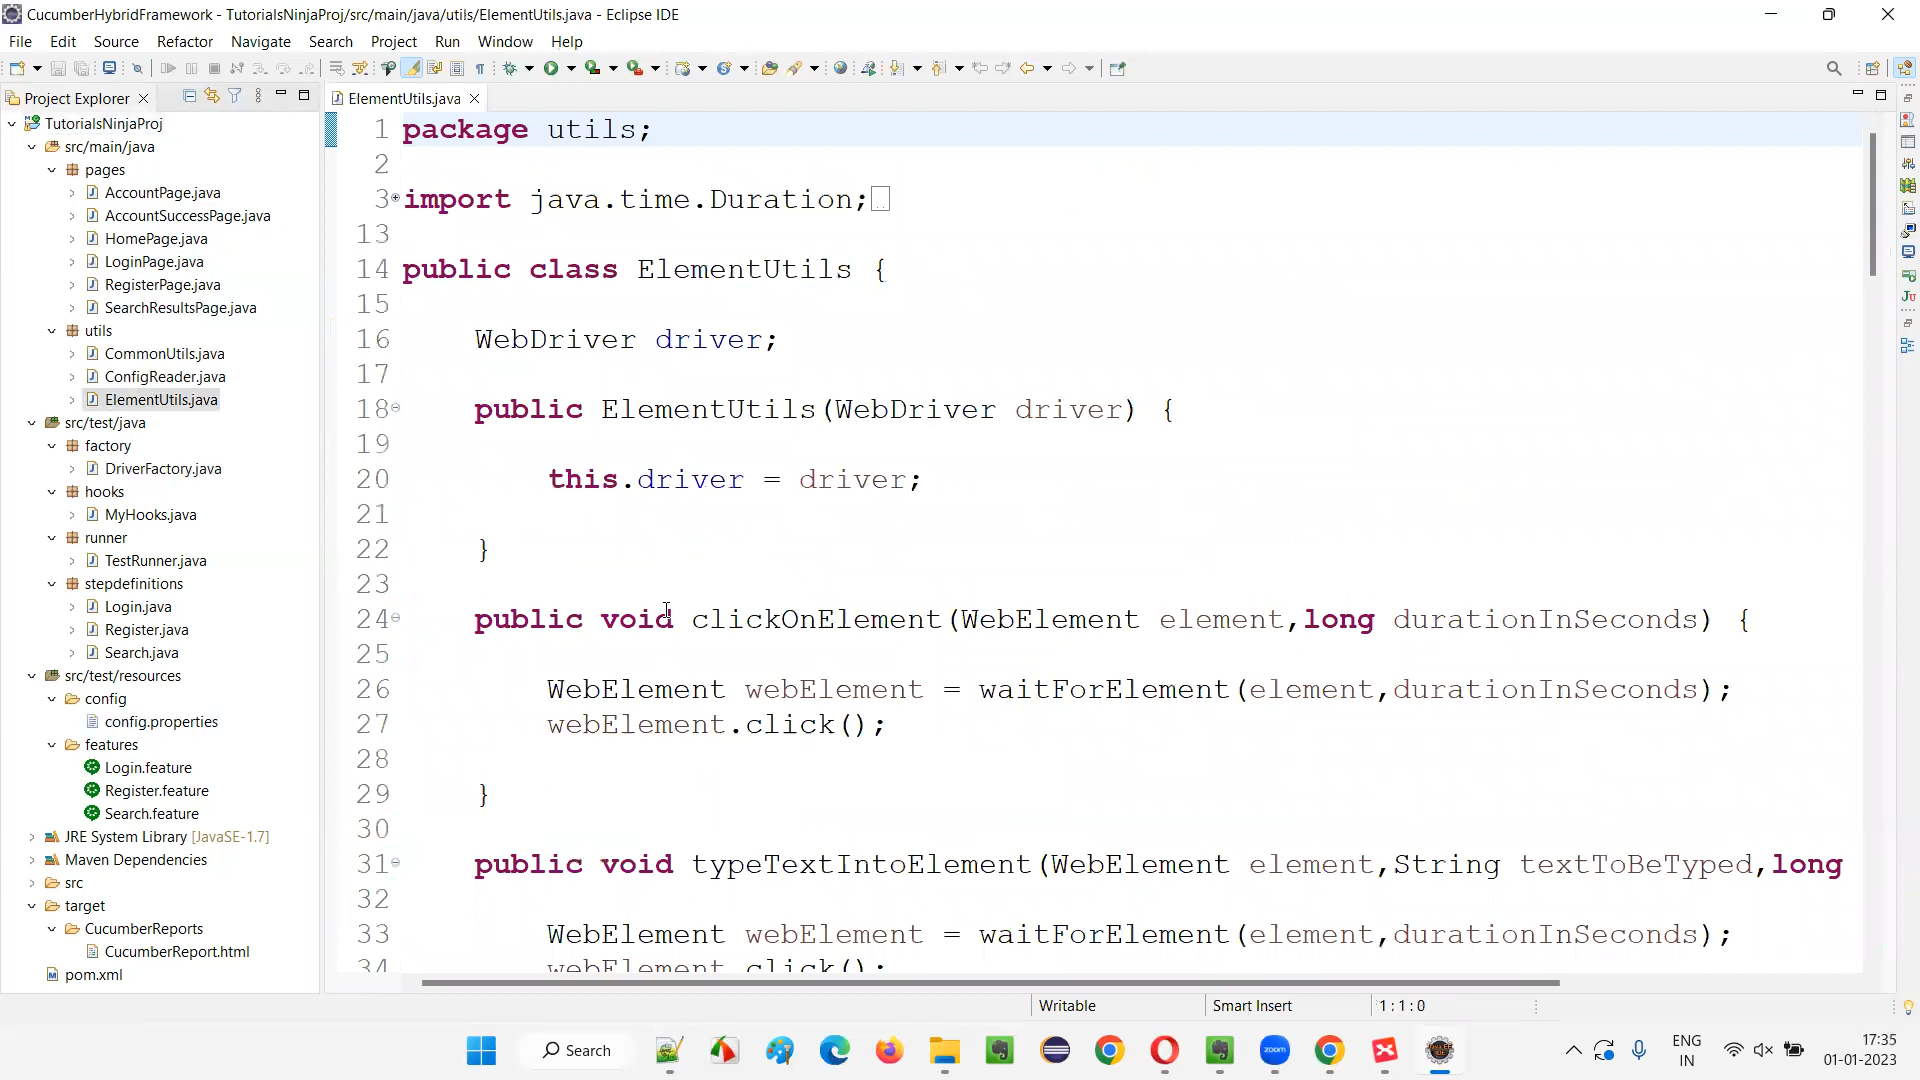 CucumberHybridFramework - TutorialsNinjaProj/src/main/java/utils/ElementUtils.java - Eclipse IDE
File Edit Source Refactor Navigate Search Project Run Window Help
Project Explorer
ElementUtils.java
TutorialsNinjaProj
src/main/java
pages
AccountPage.java
AccountSuccessPage.java
HomePage.java
LoginPage.java
RegisterPage.java
SearchResultsPage.java
utils
CommonUtils.java
ConfigReader.java
ElementUtils.java
src/test/java
factory
DriverFactory.java
hooks
MyHooks.java
runner
TestRunner.java
stepdefinitions
Login.java
Register.java
Search.java
src/test/resources
config
config.properties
features
Login.feature
Register.feature
Search.feature
JRE System Library [JavaSE-1.7]
Maven Dependencies
src
target
CucumberReports
CucumberReport.html
pom.xml
1 package utils;
2
3 import java.time.Duration;
13
14 public class ElementUtils {
15
16 WebDriver driver;
17
18 public ElementUtils(WebDriver driver) {
19
20 this.driver = driver;
21
22 }
23
24 public void clickOnElement(WebElement element,long durationInSeconds) {
25
26 WebElement webElement = waitForElement(element,durationInSeconds);
27 webElement.click();
28
29 }
30
31 public void typeTextIntoElement(WebElement element,String textToBeTyped,long
32
33 WebElement webElement = waitForElement(element,durationInSeconds);
34 webElement.click();
Writable Smart Insert 1 : 1 : 0
Search
zoom
ENG
IN
17:35
01-01-2023